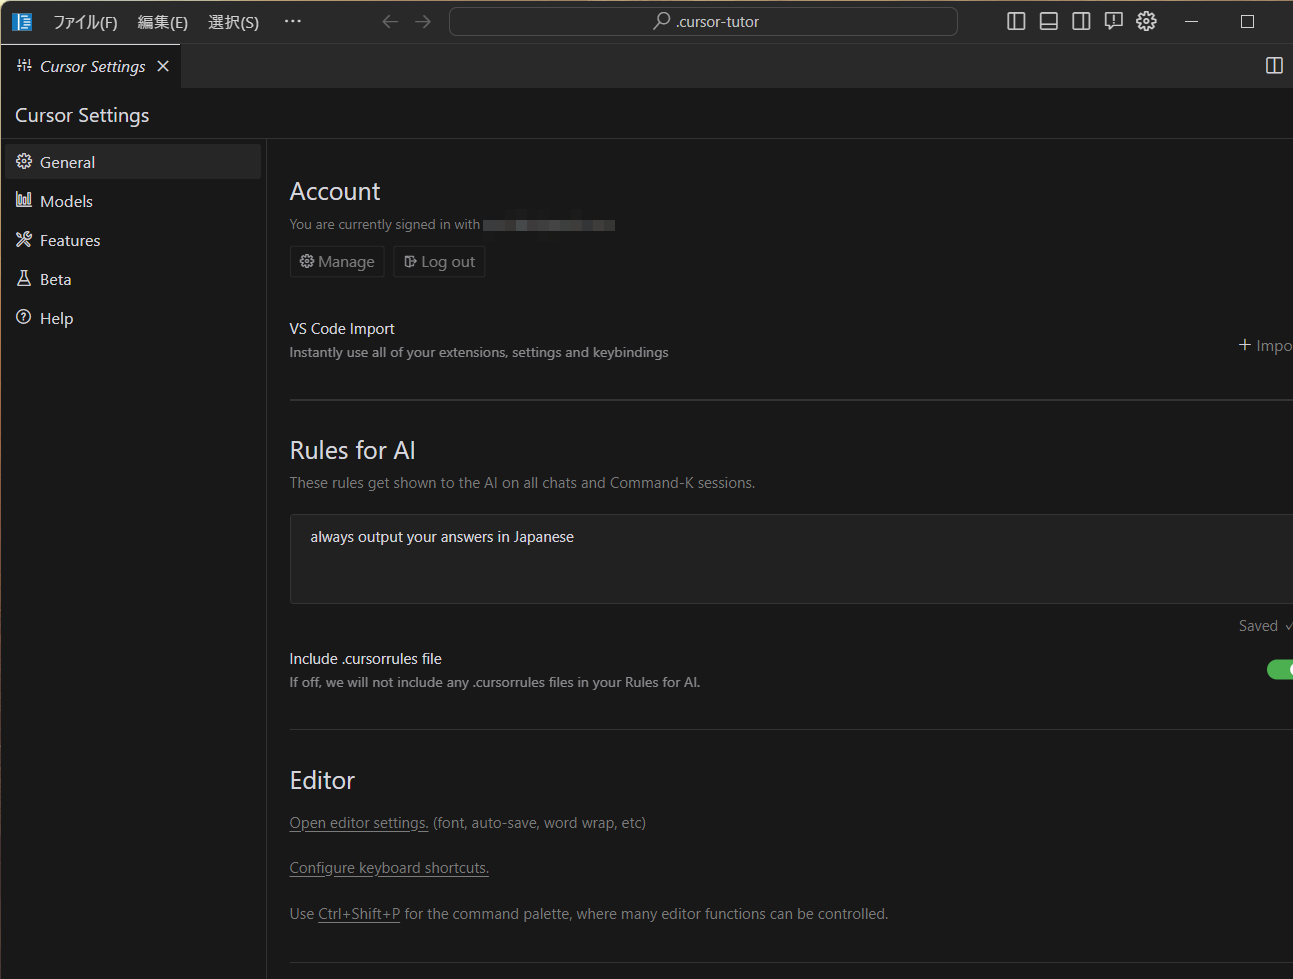 ファイル(F) 編集(E) 選択(S) ··· .cursor-tutor
Cursor Settings
Cursor Settings
General
Models
Features
Beta
Help
Account
You are currently signed in with
Manage Log out
VS Code Import
Instantly use all of your extensions, settings and keybindings
+ Impo
Rules for AI
These rules get shown to the AI on all chats and Command-K sessions.
always output your answers in Japanese
Saved ✓
Include .cursorrules file
If off, we will not include any .cursorrules files in your Rules for AI.
Editor
Open editor settings. (font, auto-save, word wrap, etc)
Configure keyboard shortcuts.
Use Ctrl+Shift+P for the command palette, where many editor functions can be controlled.